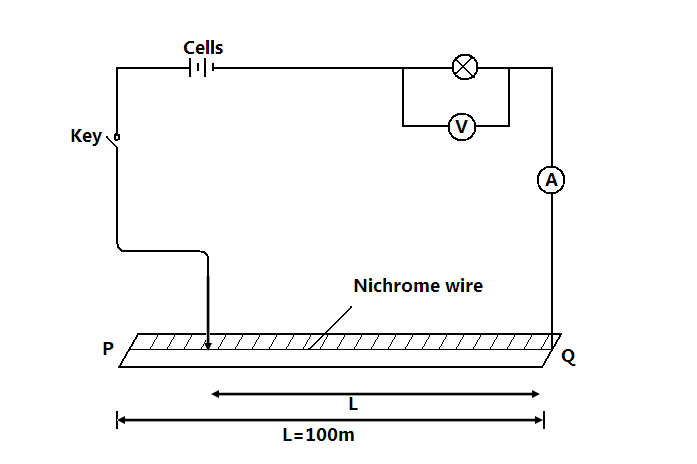 Cells
V
Key
A
Nichrome wire
P
Q
L
L=100m